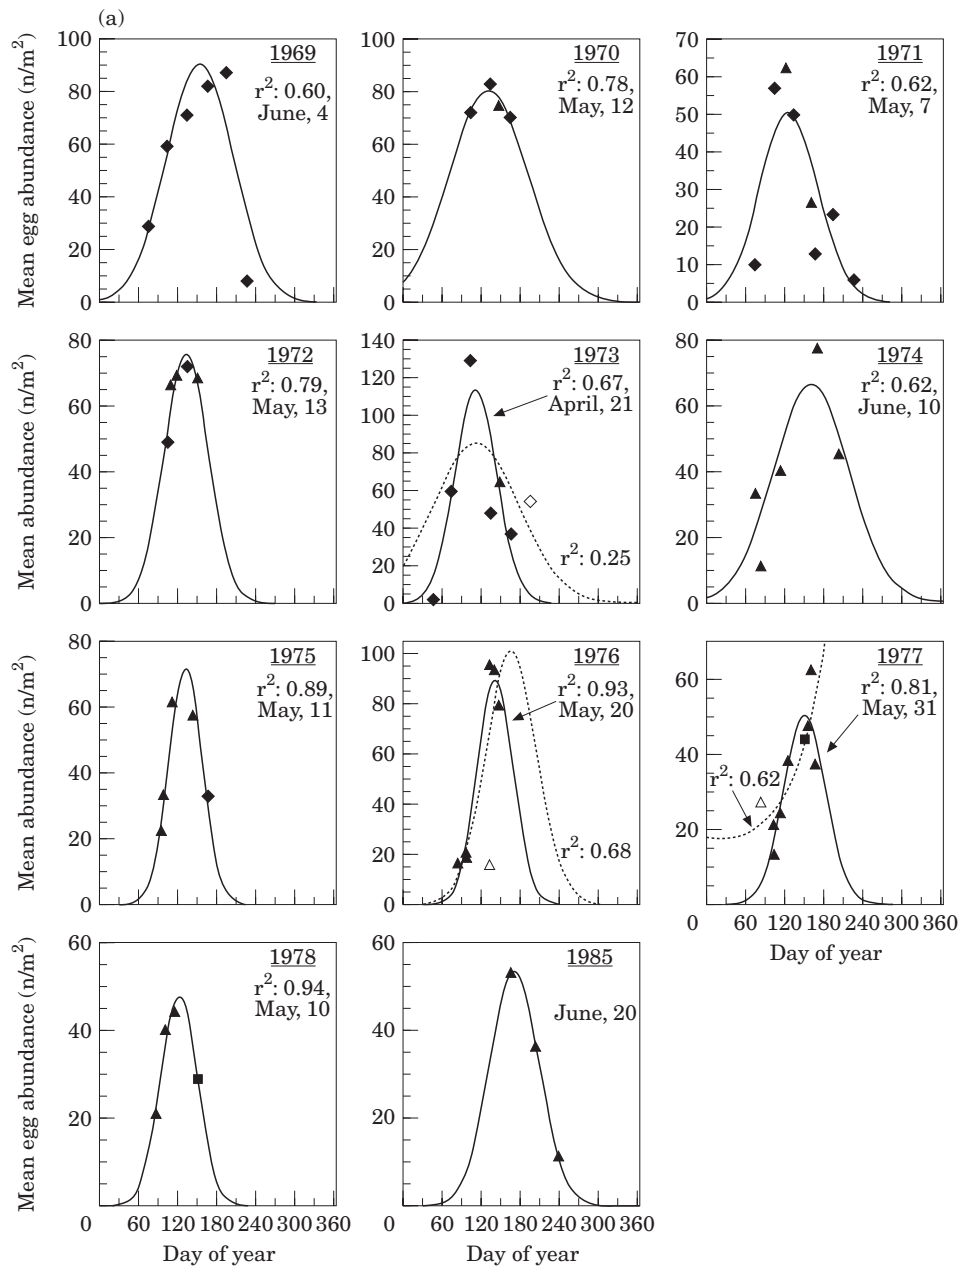 (a)
Mean egg abundance (n/m²)
100
80
60
40
20
0
1969
r²: 0.60,
June, 4
100
80
60
40
20
0
1970
r²: 0.78,
May, 12
70
60
50
40
30
20
10
0
1971
r²: 0.62,
May, 7
Mean abundance (n/m²)
80
60
40
20
0
1972
r²: 0.79,
May, 13
140
120
100
80
60
40
20
0
1973
r²: 0.67,
April, 21
r²: 0.25
80
60
40
20
0
1974
r²: 0.62,
June, 10
Mean abundance (n/m²)
80
60
40
20
0
1975
r²: 0.89,
May, 11
100
80
60
40
20
0
1976
r²: 0.93,
May, 20
r²: 0.68
60
40
20
1977
r²: 0.81,
May, 31
r²: 0.62
0 60 120 180 240 300 360
Day of year
Mean egg abundance (n/m²)
60
40
20
1978
r²: 0.94,
May, 10
0 60 120 180 240 300 360
Day of year
60
40
20
1985
June, 20
0 60 120 180 240 300 360
Day of year